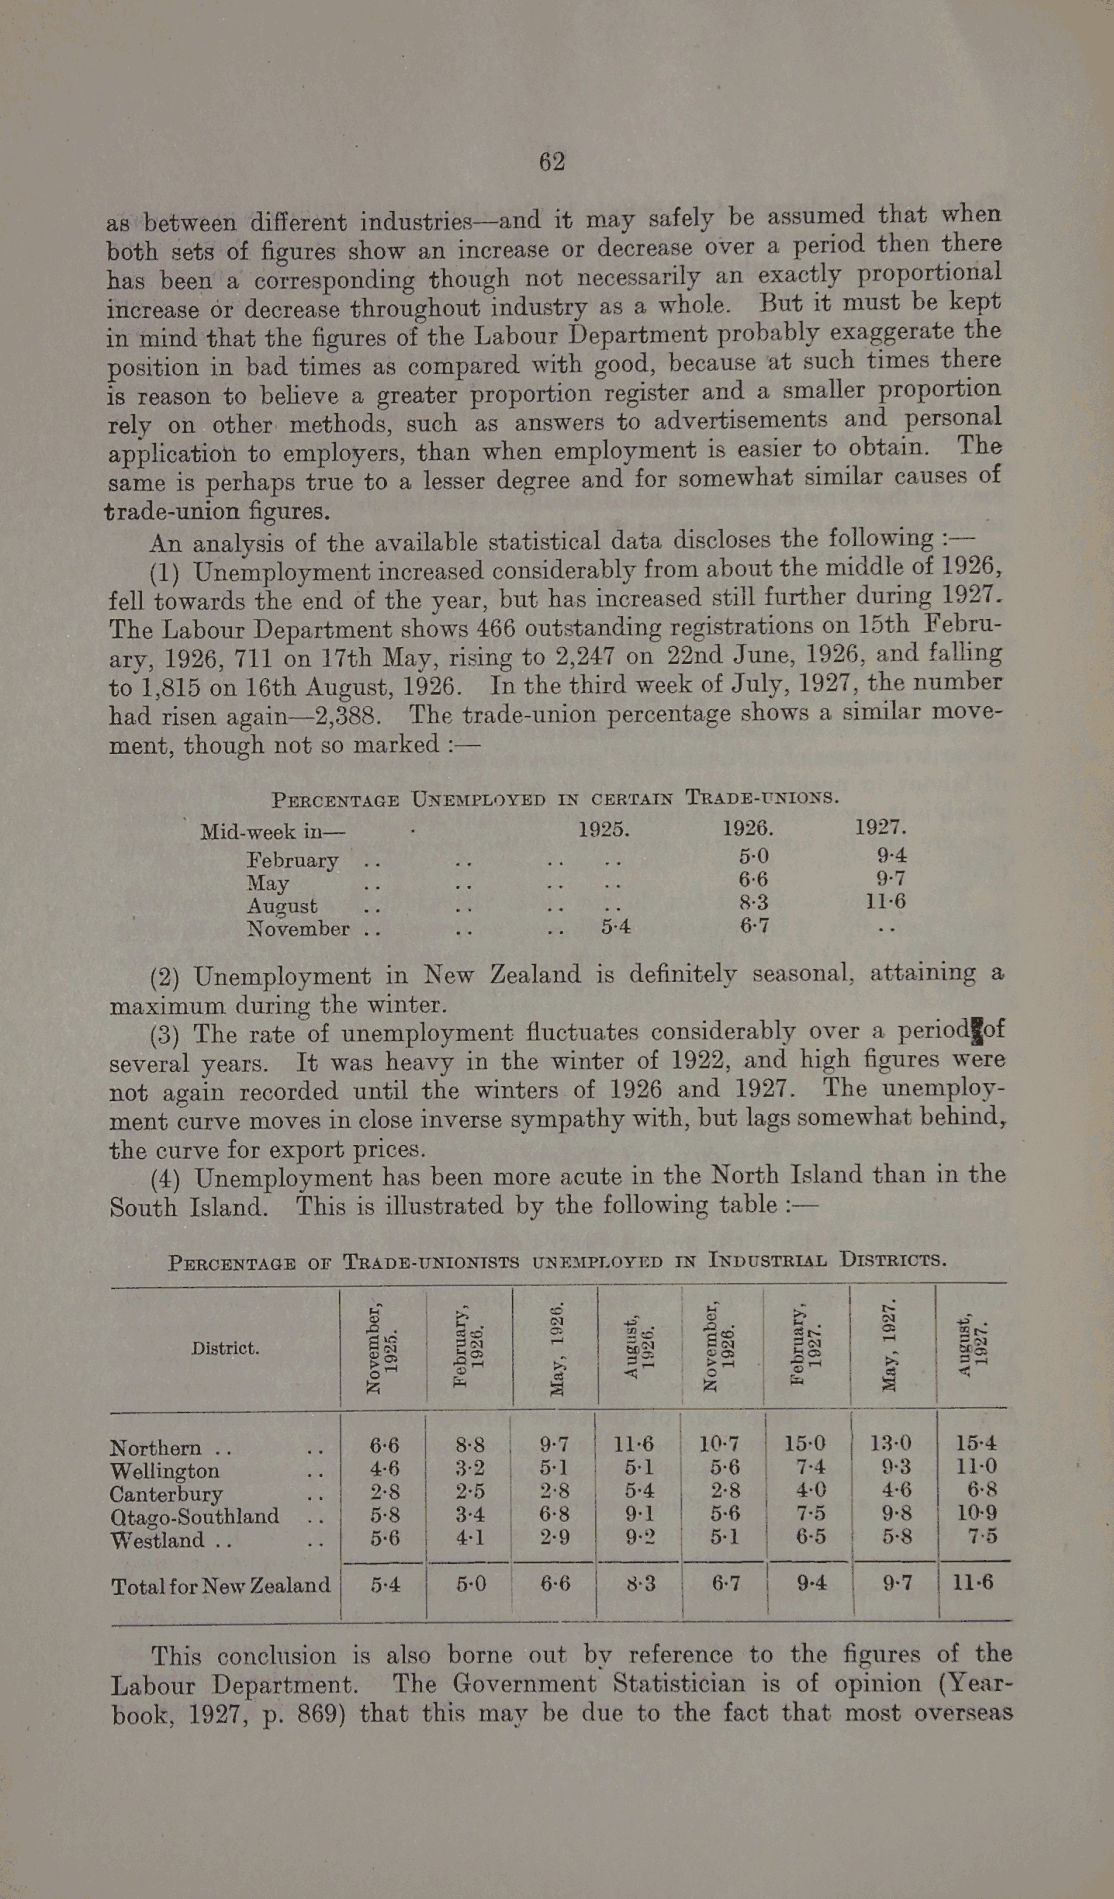 62
as between different industries—and it may safely be assumed that when
both sets of figures show an increase or decrease over a period then there
has been a corresponding though not necessarily an exactly proportional
increase or decrease throughout industry as a whole. But it must be kept
in mind that the figures of the Labour Department probably exaggerate the
position in bad times as compared with good, because at such times there
is reason to believe a greater proportion register and a smaller proportion
rely on other methods, such as answers to advertisements and personal
application to employers, than when employment is easier to obtain. The
same is perhaps true to a lesser degree and for somewhat similar causes of
trade-union figures.
An analysis of the available statistical data discloses the following :—
(1) Unemployment increased considerably from about the middle of 1926,
fell towards the end of the year, but has increased still further during 1927.
The Labour Department shows 466 outstanding registrations on 15th Febru-
ary, 1926, 711 on 17th May, rising to 2,247 on 22nd June, 1926, and falling
to 1,815 on 16th August, 1926. In the third week of July, 1927, the number
had risen again—2,388. The trade-union percentage shows a similar move-
ment, though not so marked :—
PERCENTAGE UNEMPLOYED IN CERTAIN TRADE-UNIONS.
Mid-week in— 1925. 1926. 1927.
February .. .. .. .. 5·0 9·4
May .. .. .. .. 6·6 9·7
August .. .. .. .. 8·3 11·6
November .. .. .. 5·4 6·7 ..
(2) Unemployment in New Zealand is definitely seasonal, attaining a
maximum during the winter.
(3) The rate of unemployment fluctuates considerably over a period of
several years. It was heavy in the winter of 1922, and high figures were
not again recorded until the winters of 1926 and 1927. The unemploy-
ment curve moves in close inverse sympathy with, but lags somewhat behind,
the curve for export prices.
(4) Unemployment has been more acute in the North Island than in the
South Island. This is illustrated by the following table :—
PERCENTAGE OF TRADE-UNIONISTS UNEMPLOYED IN INDUSTRIAL DISTRICTS.
District. November, 1925. February, 1926. May, 1926. August, 1926. November, 1926. February, 1927. May, 1927. August, 1927.
Northern .. .. 6·6 8·8 9·7 11·6 10·7 15·0 13·0 15·4
Wellington .. 4·6 3·2 5·1 5·1 5·6 7·4 9·3 11·0
Canterbury .. 2·8 2·5 2·8 5·4 2·8 4·0 4·6 6·8
Otago-Southland .. 5·8 3·4 6·8 9·1 5·6 7·5 9·8 10·9
Westland .. .. 5·6 4·1 2·9 9·2 5·1 6·5 5·8 7·5
Total for New Zealand 5·4 5·0 6·6 8·3 6·7 9·4 9·7 11·6
This conclusion is also borne out by reference to the figures of the
Labour Department. The Government Statistician is of opinion (Year-
book, 1927, p. 869) that this may be due to the fact that most overseas